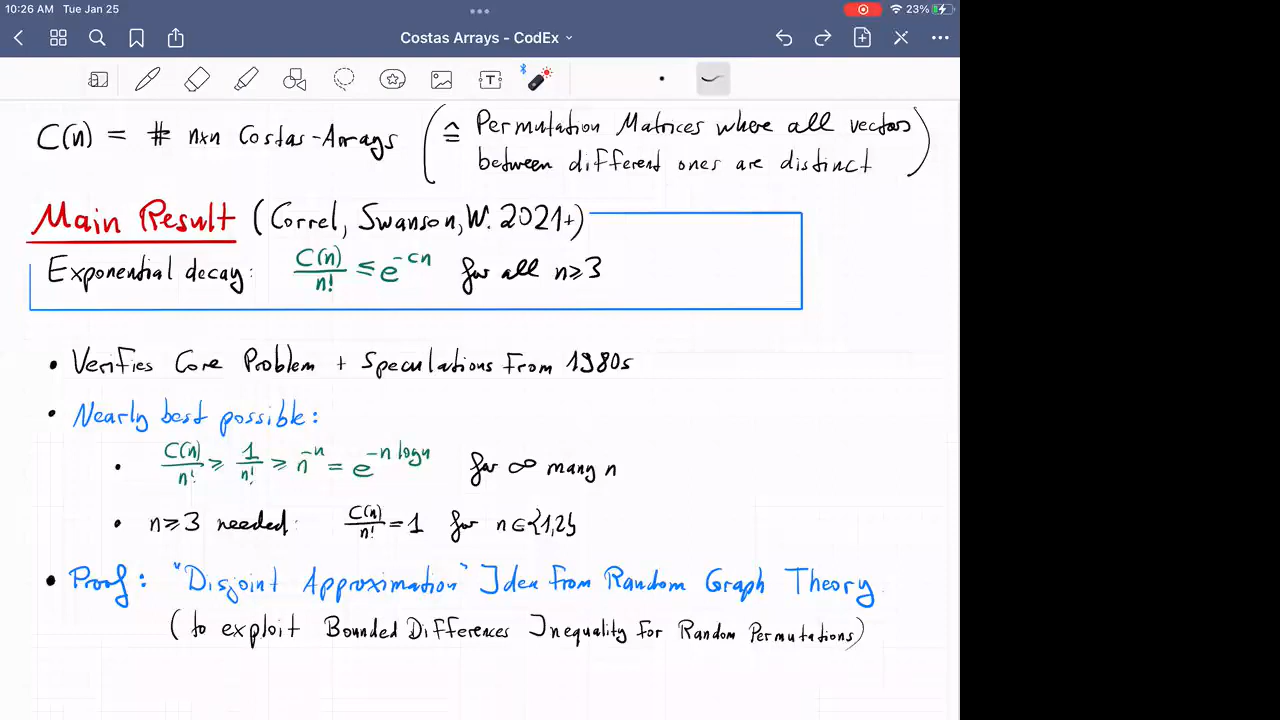 10:26 AM Tue Jan 25
23%
Costas Arrays - CodEx
C(n) = # n×n Costas-Arrays (≙ Permutation Matrices where all vectors
between different ones are distinct)
Main Result (Correl, Swanson, W. 2021+)
Exponential decay: C(n)/n! ≤ e^{-cn} for all n≥3
• Verifies Core Problem + Speculations From 1980s
• Nearly best possible:
• C(n)/n! ≥ 1/n! ≥ n^{-n} = e^{-n log n} for ∞ many n
• n≥3 needed: C(n)/n! = 1 for n∈{1,2}
• Proof: "Disjoint Approximation" Idea From Random Graph Theory
(to exploit Bounded Differences Inequality For Random Permutations)